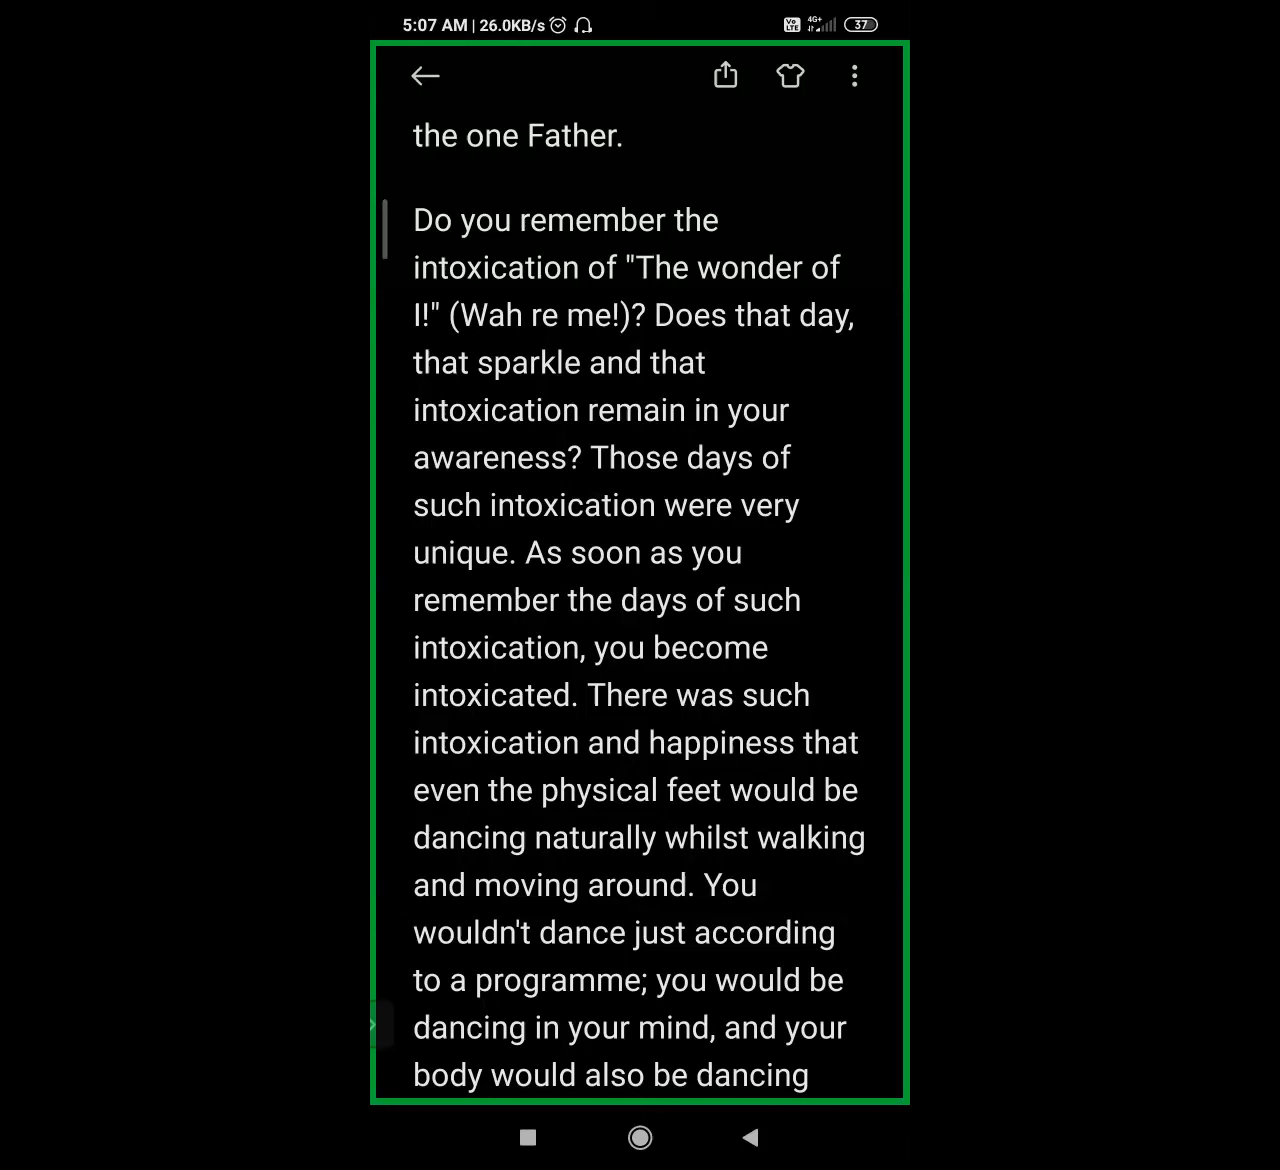 5:07 AM | 26.0KB/s Vo LTE 4G+ 37
the one Father.
Do you remember the
intoxication of "The wonder of
I!" (Wah re me!)? Does that day,
that sparkle and that
intoxication remain in your
awareness? Those days of
such intoxication were very
unique. As soon as you
remember the days of such
intoxication, you become
intoxicated. There was such
intoxication and happiness that
even the physical feet would be
dancing naturally whilst walking
and moving around. You
wouldn't dance just according
to a programme; you would be
dancing in your mind, and your
body would also be dancing